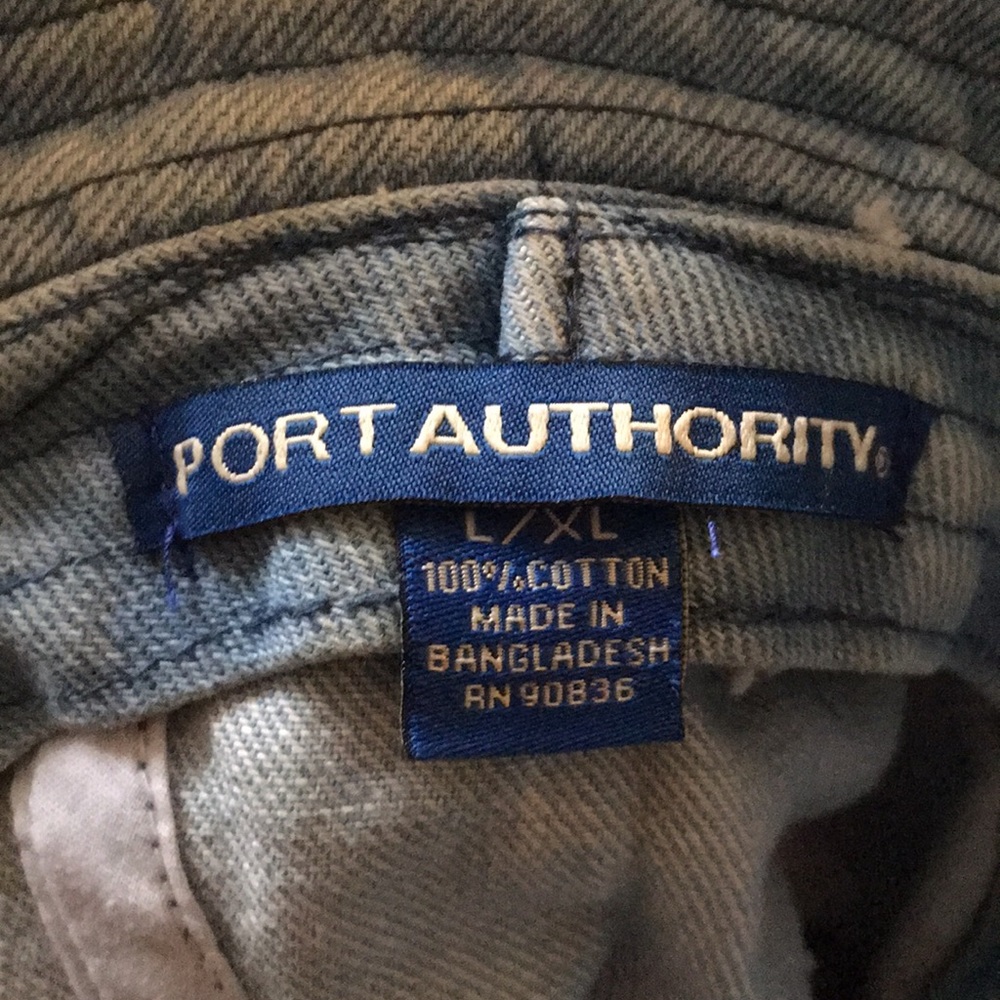 PORT AUTHORITY®
L/XL
100% COTTON
MADE IN
BANGLADESH
RN 90836